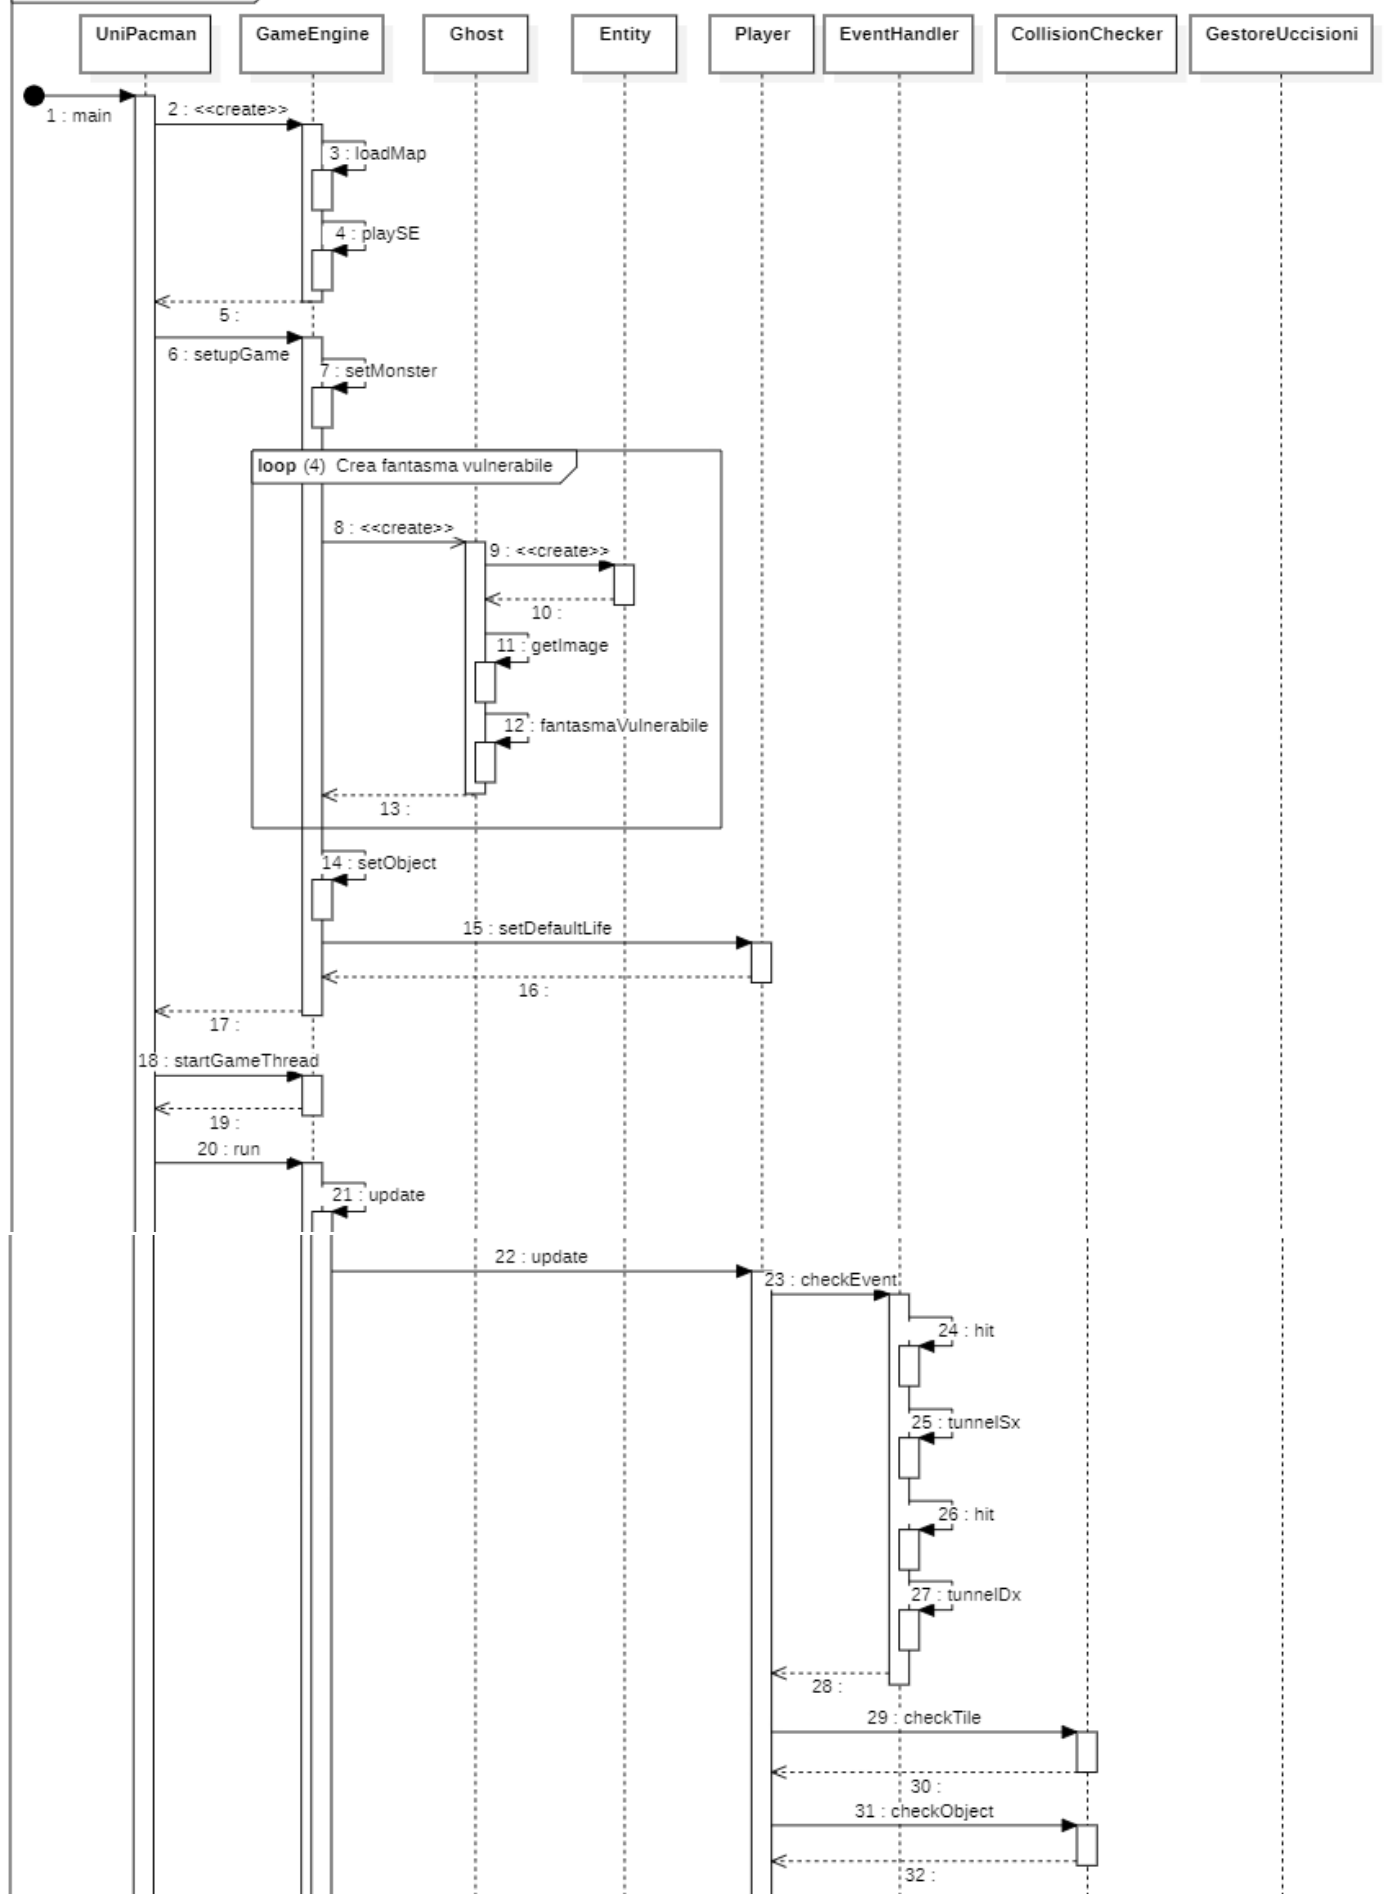 UniPacman
GameEngine
Ghost
Entity
Player
EventHandler
CollisionChecker
GestoreUccisioni
1 : main
2 : <<create>>
3 : loadMap
4 : playSE
5 :
6 : setupGame
7 : setMonster
loop (4) Crea fantasma vulnerabile
8 : <<create>>
9 : <<create>>
10 :
11 : getImage
12 : fantasmaVulnerabile
13 :
14 : setObject
15 : setDefaultLife
16 :
17 :
18 : startGameThread
19 :
20 : run
21 : update
22 : update
23 : checkEvent
24 : hit
25 : tunnelSx
26 : hit
27 : tunnelDx
28 :
29 : checkTile
30 :
31 : checkObject
32 :